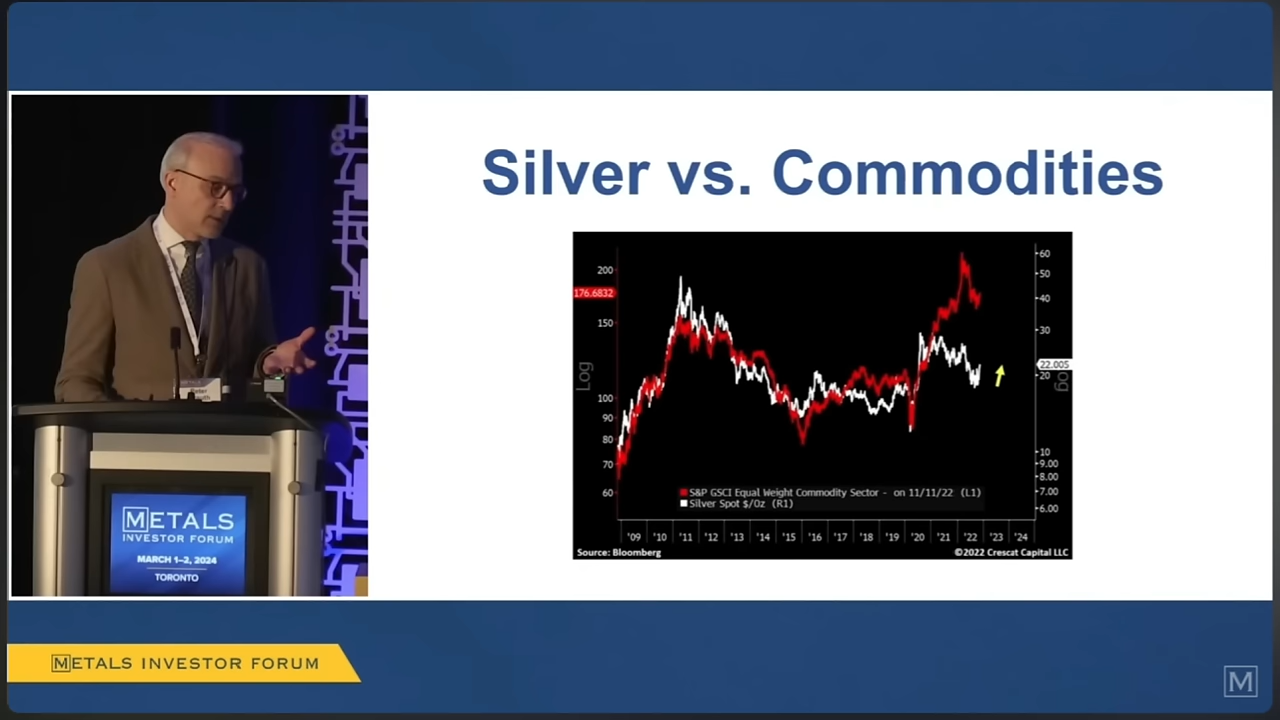 Silver vs. Commodities
200
176.6832
150
100
90
80
70
60
Log
60
50
40
30
22.005
20
10
9.00
8.00
7.00
6.00
S&P GSCI Equal Weight Commodity Sector - on 11/11/22 (L1)
Silver Spot $/Oz (R1)
'09 '10 '11 '12 '13 '14 '15 '16 '17 '18 '19 '20 '21 '22 '23 '24
Source: Bloomberg
©2022 Crescat Capital LLC
METALS
INVESTOR FORUM
MARCH 1–2, 2024
TORONTO
METALS INVESTOR FORUM
M